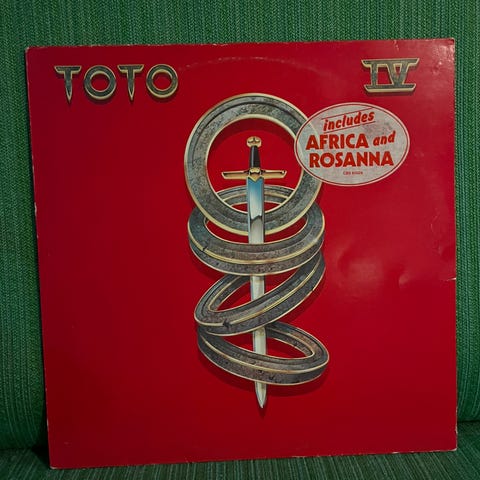 TOTO IV
includes
AFRICA and
ROSANNA